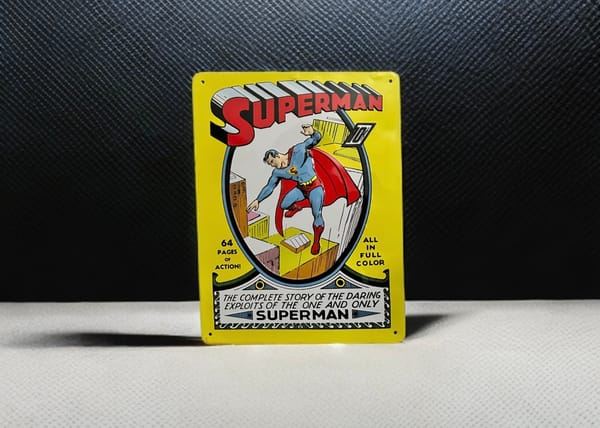 SUPERMAN
10¢
64
PAGES
OF
ACTION!
ALL
IN
FULL
COLOR
THE COMPLETE STORY OF THE DARING
EXPLOITS OF THE ONE AND ONLY
SUPERMAN